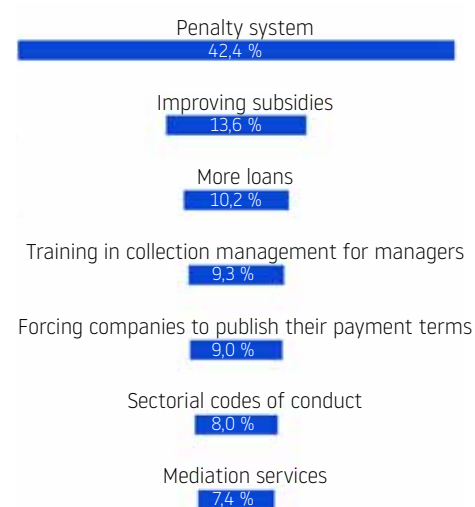 Penalty system
42,4 %
Improving subsidies
13,6 %
More loans
10,2 %
Training in collection management for managers
9,3 %
Forcing companies to publish their payment terms
9,0 %
Sectorial codes of conduct
8,0 %
Mediation services
7,4 %